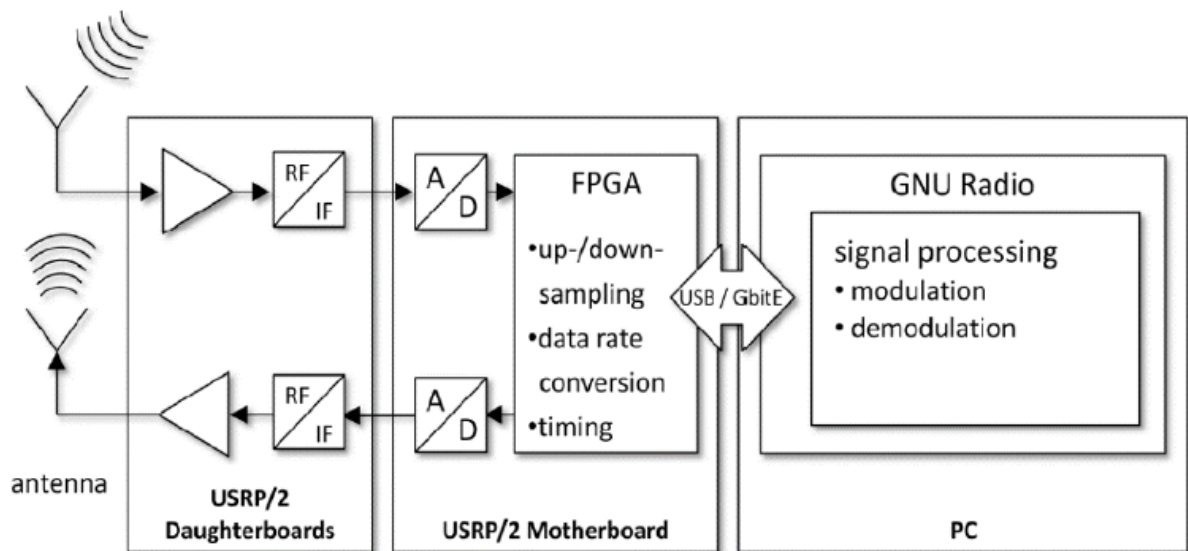 RF
IF
A
D
FPGA
•up-/down-
sampling
•data rate
conversion
•timing
USB / GbitE
GNU Radio
signal processing
• modulation
• demodulation
RF
IF
A
D
antenna
USRP/2
Daughterboards
USRP/2 Motherboard
PC